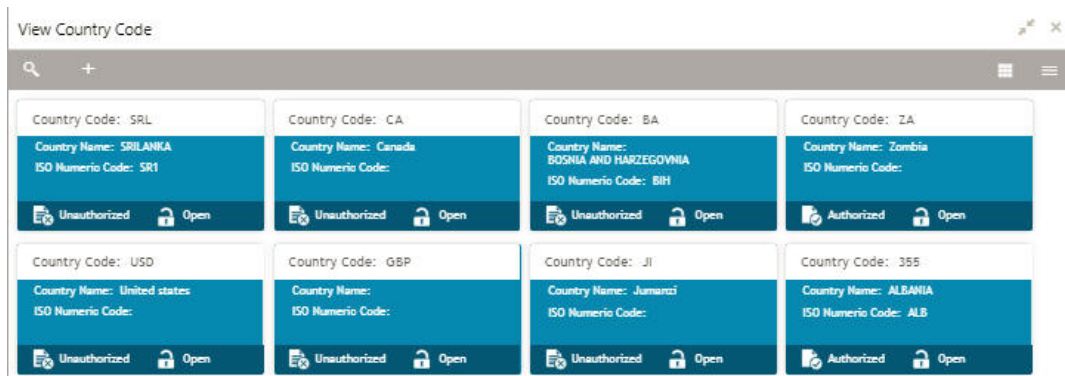 View Country Code
Country Code: SRL
Country Name: SRILANKA
ISO Numeric Code: SR1
Unauthorized Open
Country Code: CA
Country Name: Canada
ISO Numeric Code:
Unauthorized Open
Country Code: BA
Country Name:
BOSNIA AND HARZEGOVNIA
ISO Numeric Code: BIH
Unauthorized Open
Country Code: ZA
Country Name: Zombia
ISO Numeric Code:
Authorized Open
Country Code: USD
Country Name: United states
ISO Numeric Code:
Unauthorized Open
Country Code: GBP
Country Name:
ISO Numeric Code:
Unauthorized Open
Country Code: JI
Country Name: Jumanzi
ISO Numeric Code:
Unauthorized Open
Country Code: 355
Country Name: ALBANIA
ISO Numeric Code: ALB
Authorized Open